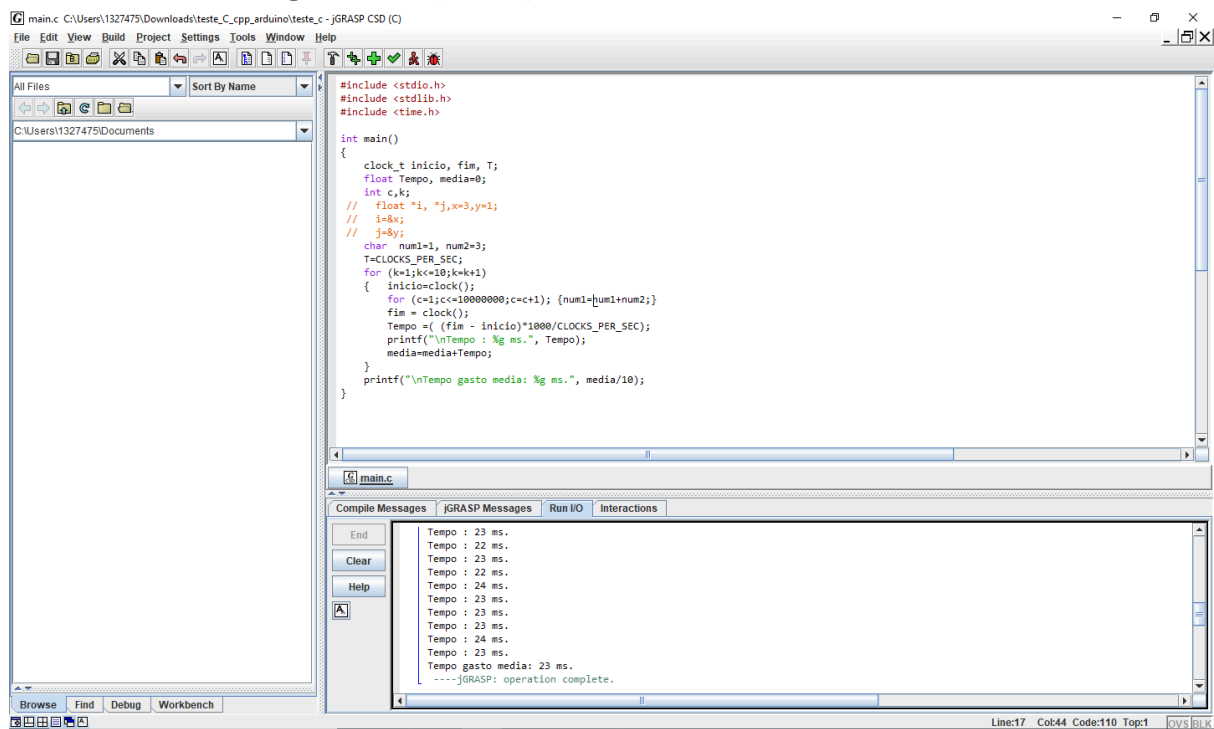 main.c C:\Users\1327475\Downloads\teste_C_cpp_arduino\teste_c - jGRASP CSD (C)
File Edit View Build Project Settings Tools Window Help
All Files Sort By Name
C:\Users\1327475\Documents
#include <stdio.h>
#include <stdlib.h>
#include <time.h>
int main()
{
clock_t inicio, fim, T;
float Tempo, media=0;
int c,k;
// float *i, *j,x=3,y=1;
// i=&x;
// j=&y;
char num1=1, num2=3;
T=CLOCKS_PER_SEC;
for (k=1;k<=10;k=k+1)
{ inicio=clock();
for (c=1;c<=10000000;c=c+1); {num1=num1+num2;}
fim = clock();
Tempo =( (fim - inicio)*1000/CLOCKS_PER_SEC);
printf("\nTempo : %g ms.", Tempo);
media=media+Tempo;
}
printf("\nTempo gasto media: %g ms.", media/10);
}
main.c
Compile Messages jGRASP Messages Run I/O Interactions
End
Clear
Help
A
Tempo : 23 ms.
Tempo : 22 ms.
Tempo : 23 ms.
Tempo : 22 ms.
Tempo : 24 ms.
Tempo : 23 ms.
Tempo : 23 ms.
Tempo : 23 ms.
Tempo : 24 ms.
Tempo : 23 ms.
Tempo gasto media: 23 ms.
----jGRASP: operation complete.
Browse Find Debug Workbench
Line:17 Col:44 Code:110 Top:1 OVS BLK